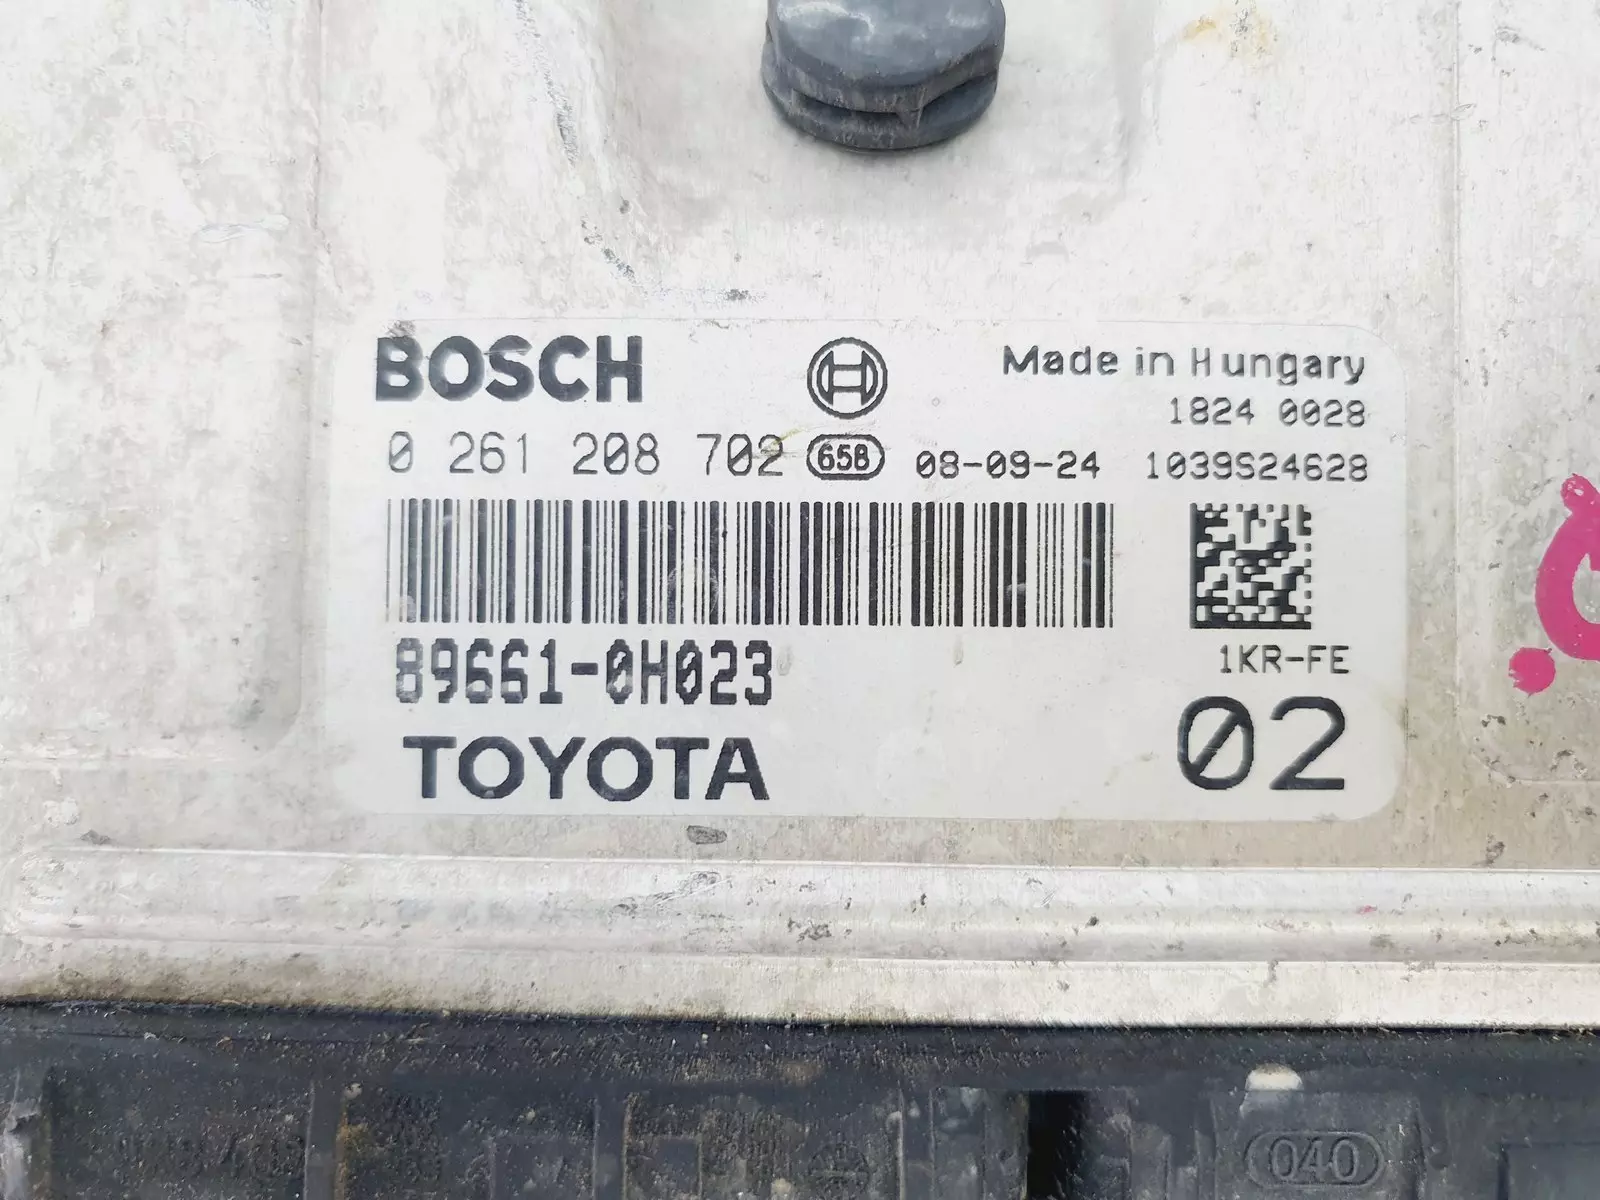 BOSCH
Made in Hungary
1824 0028
0 261 208 702 658 08-09-24 1039S24628
89661-0H023
1KR-FE
TOYOTA
02
040